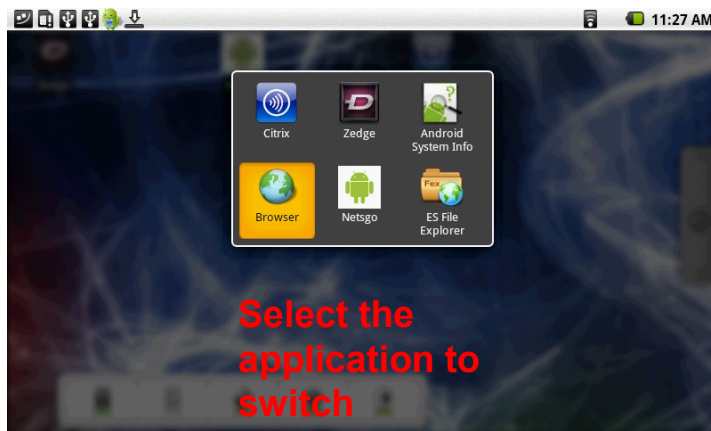 11:27 AM
Citrix
Zedge
Android
System Info
Browser
Netsgo
ES File
Explorer
Select the
application to
switch